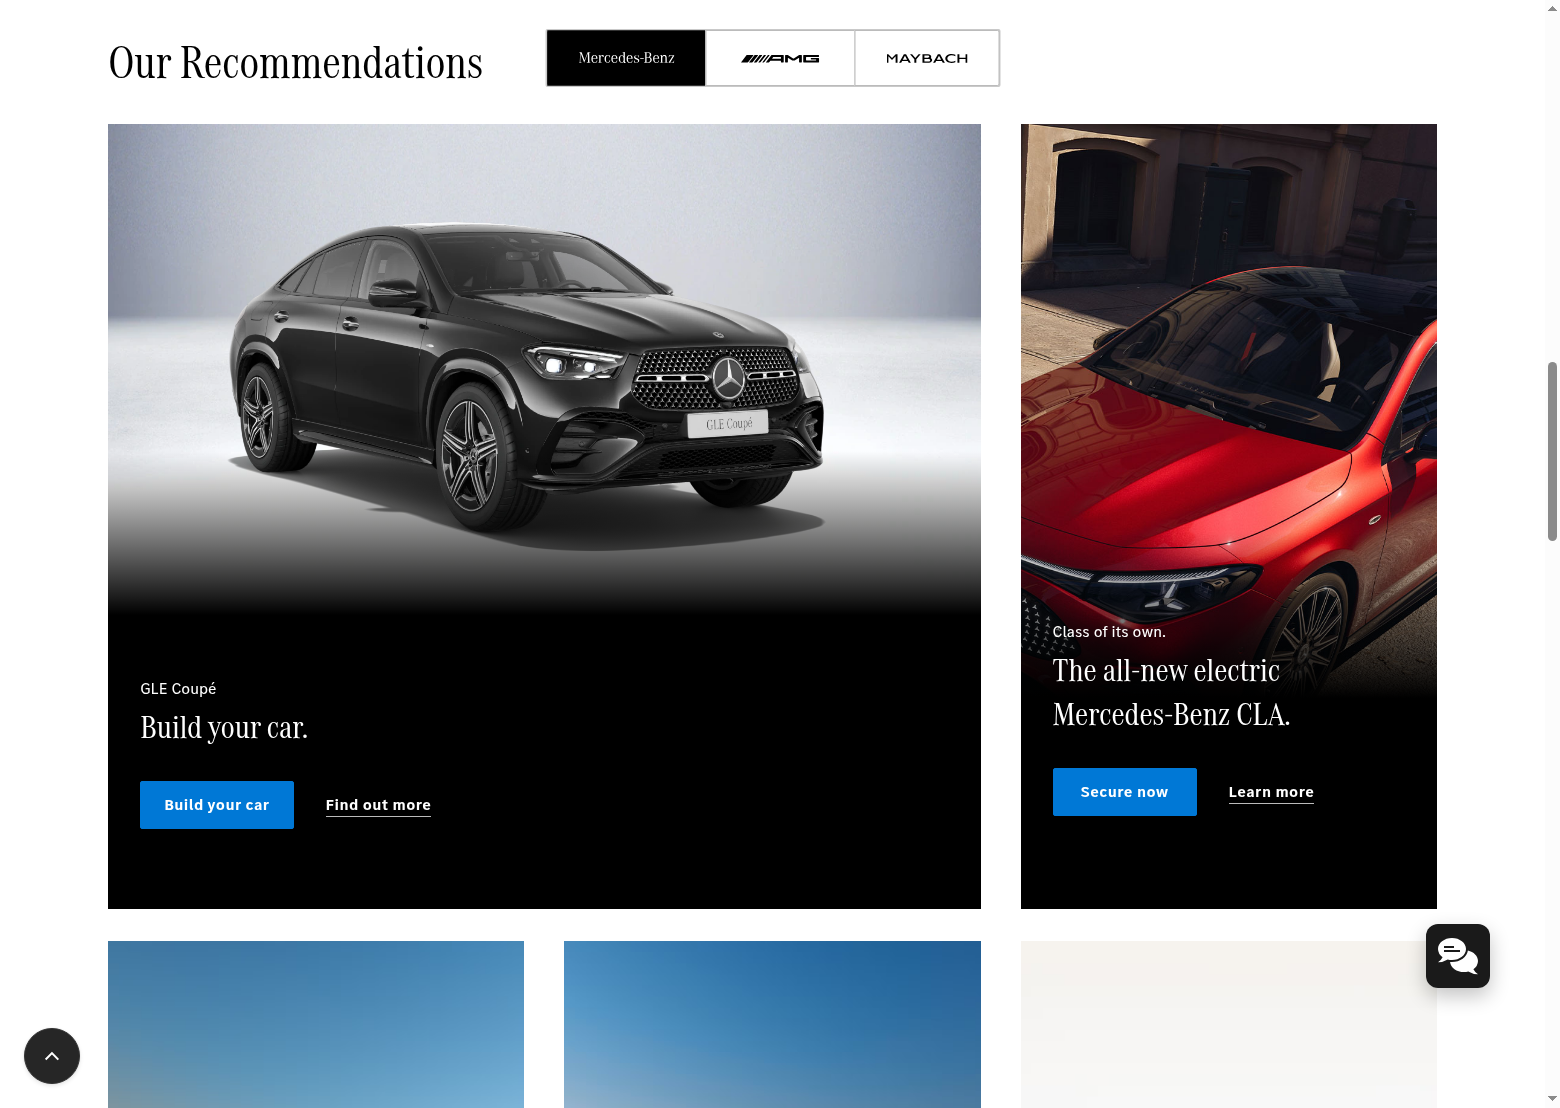 Our Recommendations
Mercedes-Benz
AMG
MAYBACH
GLE Coupé
GLE Coupé
Build your car.
Build your car
Find out more
Class of its own.
The all-new electric
Mercedes-Benz CLA.
Secure now
Learn more